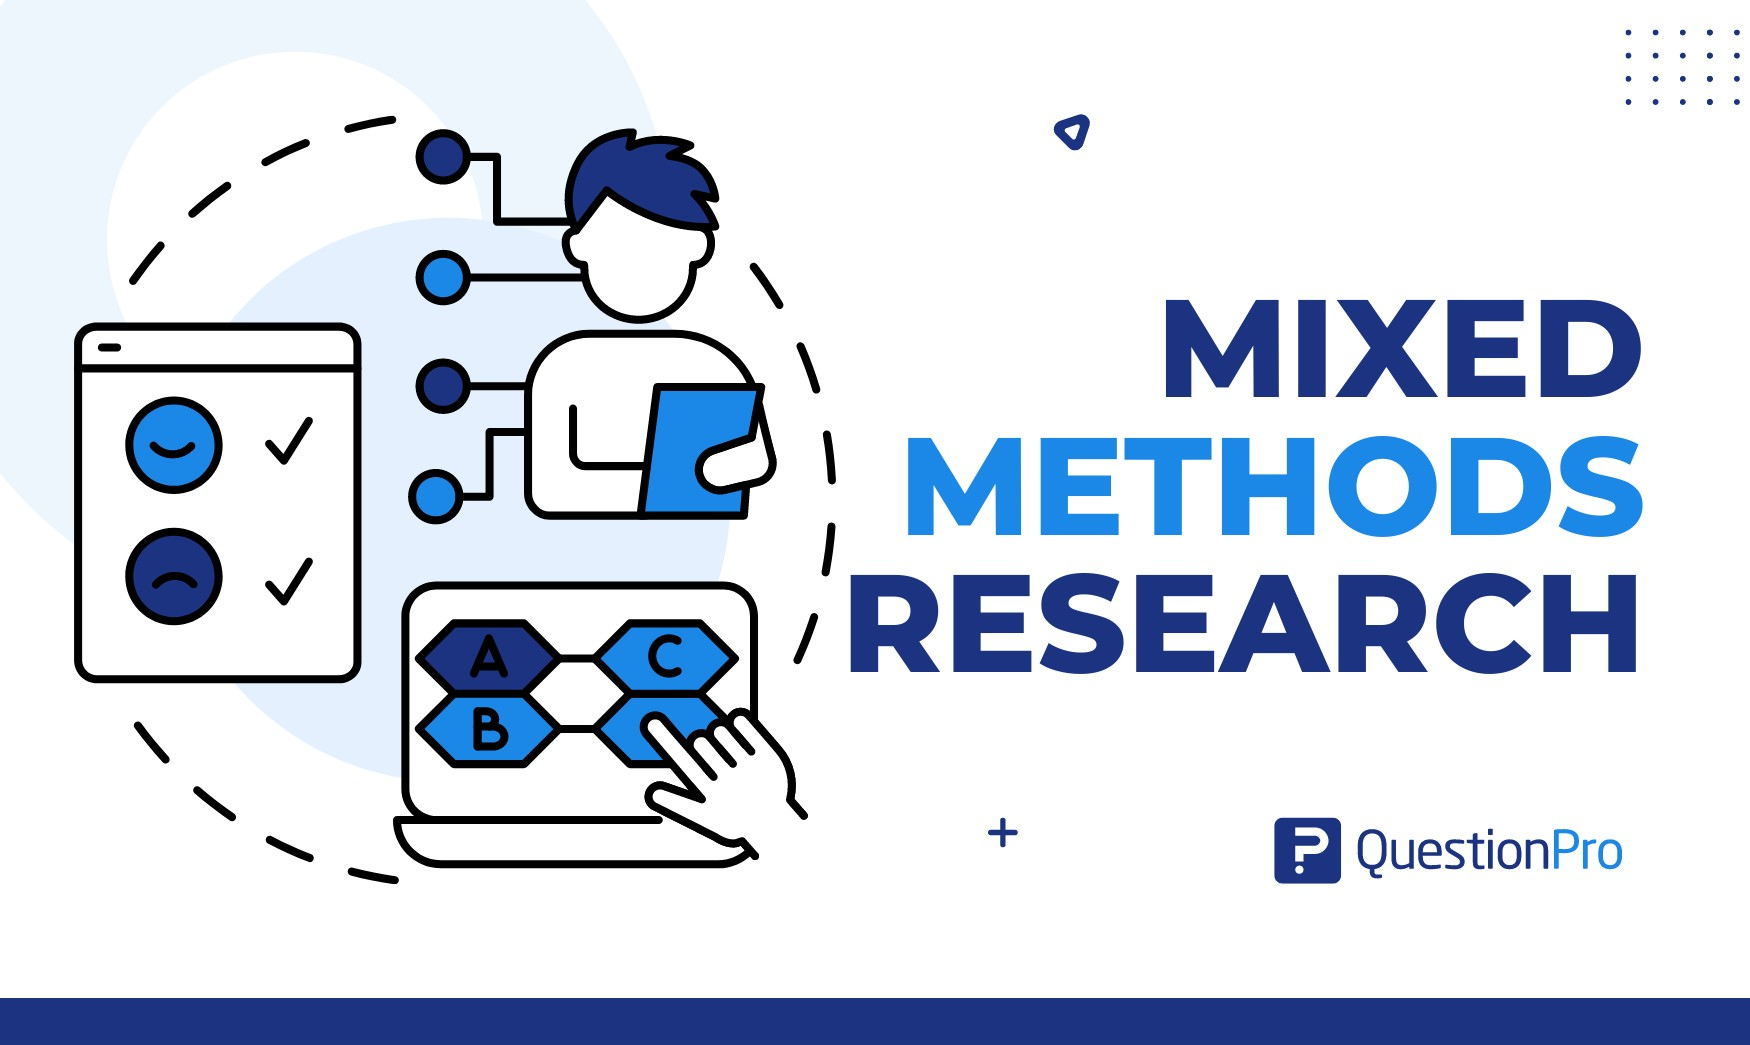 MIXED
METHODS
RESEARCH
A
C
B
QuestionPro